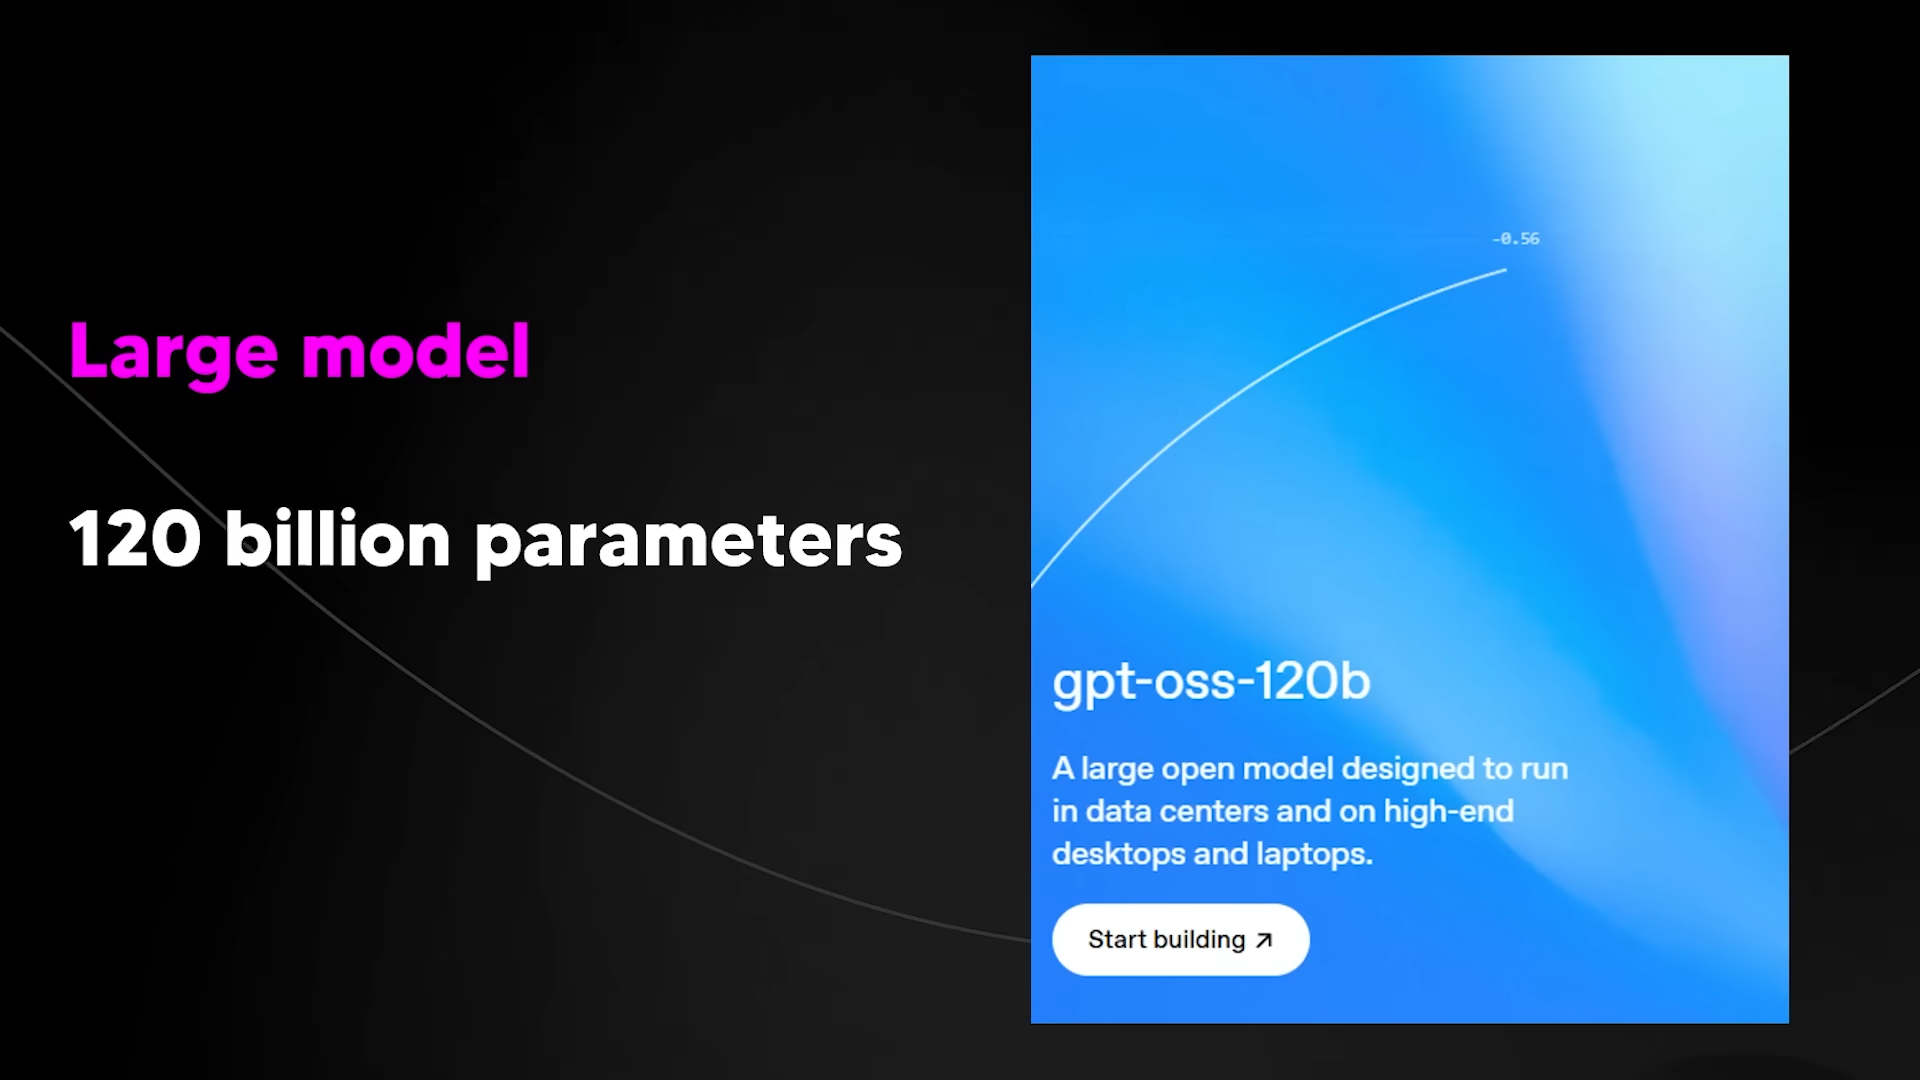 Large model
120 billion parameters
-0.56
gpt-oss-120b
A large open model designed to run
in data centers and on high-end
desktops and laptops.
Start building ↗